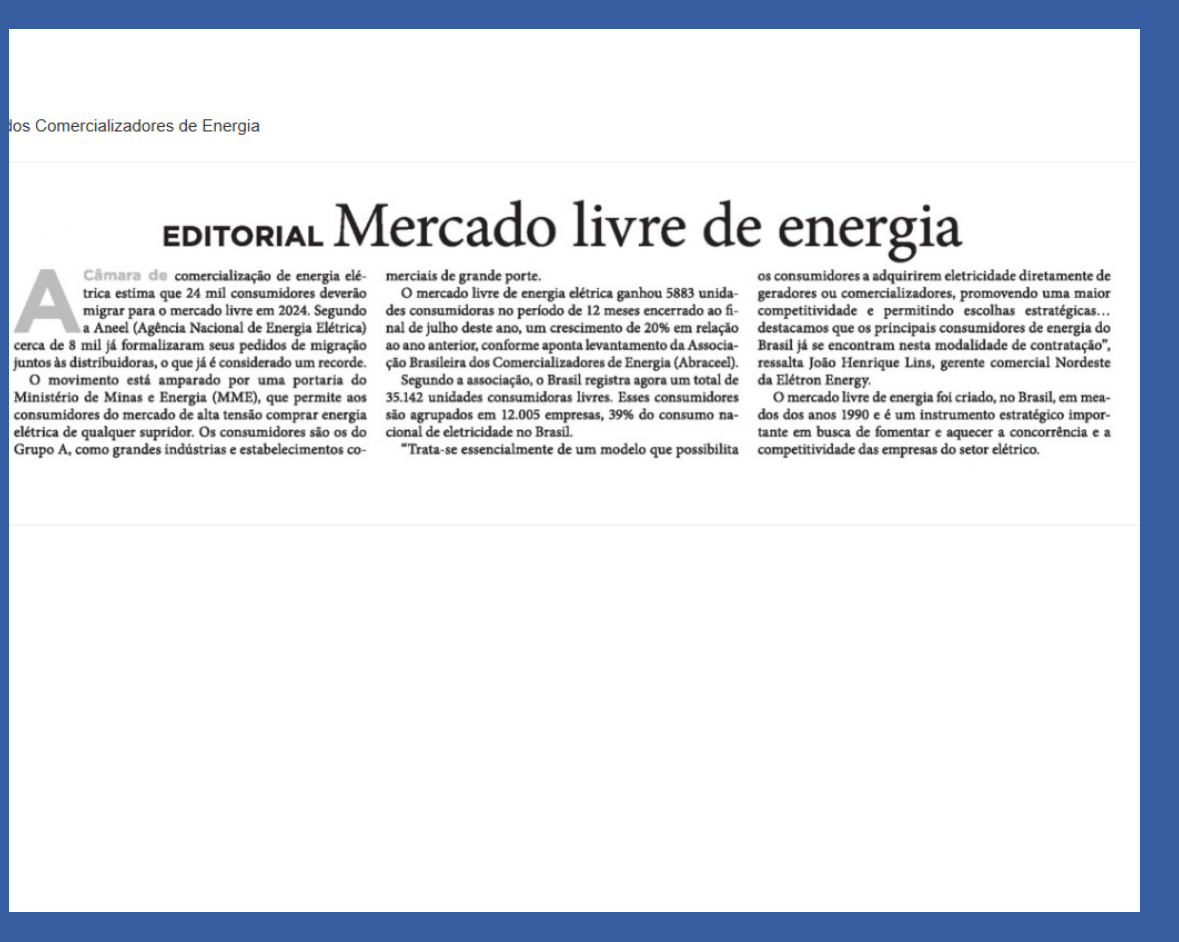 dos Comercializadores de Energia
EDITORIAL Mercado livre de energia
A Câmara de comercialização de energia elé-
trica estima que 24 mil consumidores deverão
migrar para o mercado livre em 2024. Segundo
a Aneel (Agência Nacional de Energia Elétrica)
cerca de 8 mil já formalizaram seus pedidos de migração
juntos às distribuidoras, o que já é considerado um recorde.
O movimento está amparado por uma portaria do
Ministério de Minas e Energia (MME), que permite aos
consumidores do mercado de alta tensão comprar energia
elétrica de qualquer supridor. Os consumidores são os do
Grupo A, como grandes indústrias e estabelecimentos co-
merciais de grande porte.
O mercado livre de energia elétrica ganhou 5883 unida-
des consumidoras no período de 12 meses encerrado ao fi-
nal de julho deste ano, um crescimento de 20% em relação
ao ano anterior, conforme aponta levantamento da Associa-
ção Brasileira dos Comercializadores de Energia (Abraceel).
Segundo a associação, o Brasil registra agora um total de
35.142 unidades consumidoras livres. Esses consumidores
são agrupados em 12.005 empresas, 39% do consumo na-
cional de eletricidade no Brasil.
"Trata-se essencialmente de um modelo que possibilita
os consumidores a adquirirem eletricidade diretamente de
geradores ou comercializadores, promovendo uma maior
competitividade e permitindo escolhas estratégicas...
destacamos que os principais consumidores de energia do
Brasil já se encontram nesta modalidade de contratação",
ressalta João Henrique Lins, gerente comercial Nordeste
da Elétron Energy.
O mercado livre de energia foi criado, no Brasil, em mea-
dos dos anos 1990 e é um instrumento estratégico impor-
tante em busca de fomentar e aquecer a concorrência e a
competitividade das empresas do setor elétrico.